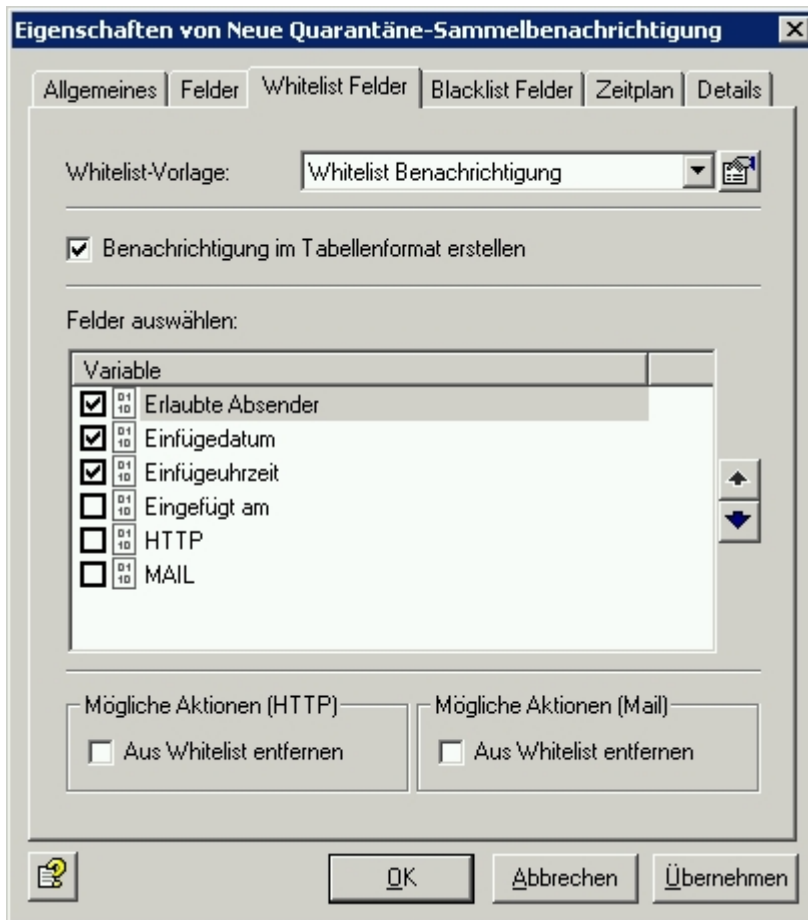 Eigenschaften von Neue Quarantäne-Sammelbenachrichtigung
Allgemeines Felder Whitelist Felder Blacklist Felder Zeitplan Details
Whitelist-Vorlage: Whitelist Benachrichtigung
Benachrichtigung im Tabellenformat erstellen
Felder auswählen:
Variable
Erlaubte Absender
Einfügedatum
Einfügeuhrzeit
Eingefügt am
HTTP
MAIL
Mögliche Aktionen (HTTP) Mögliche Aktionen (Mail)
Aus Whitelist entfernen Aus Whitelist entfernen
OK Abbrechen Übernehmen